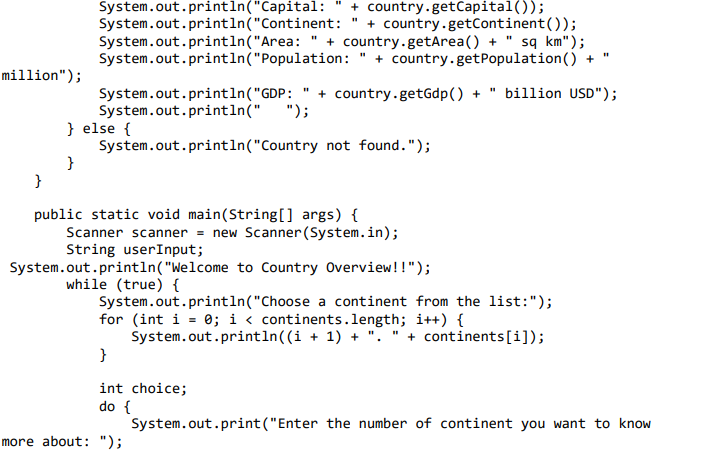 System.out.println("Capital: " + country.getCapital());
System.out.println("Continent: " + country.getContinent());
System.out.println("Area: " + country.getArea() + " sq km");
System.out.println("Population: " + country.getPopulation() + "
million");
System.out.println("GDP: " + country.getGdp() + " billion USD");
System.out.println("   ");
} else {
System.out.println("Country not found.");
}
}
public static void main(String[] args) {
Scanner scanner = new Scanner(System.in);
String userInput;
System.out.println("Welcome to Country Overview!!");
while (true) {
System.out.println("Choose a continent from the list:");
for (int i = 0; i < continents.length; i++) {
System.out.println((i + 1) + ". " + continents[i]);
}
int choice;
do {
System.out.print("Enter the number of continent you want to know
more about: ");